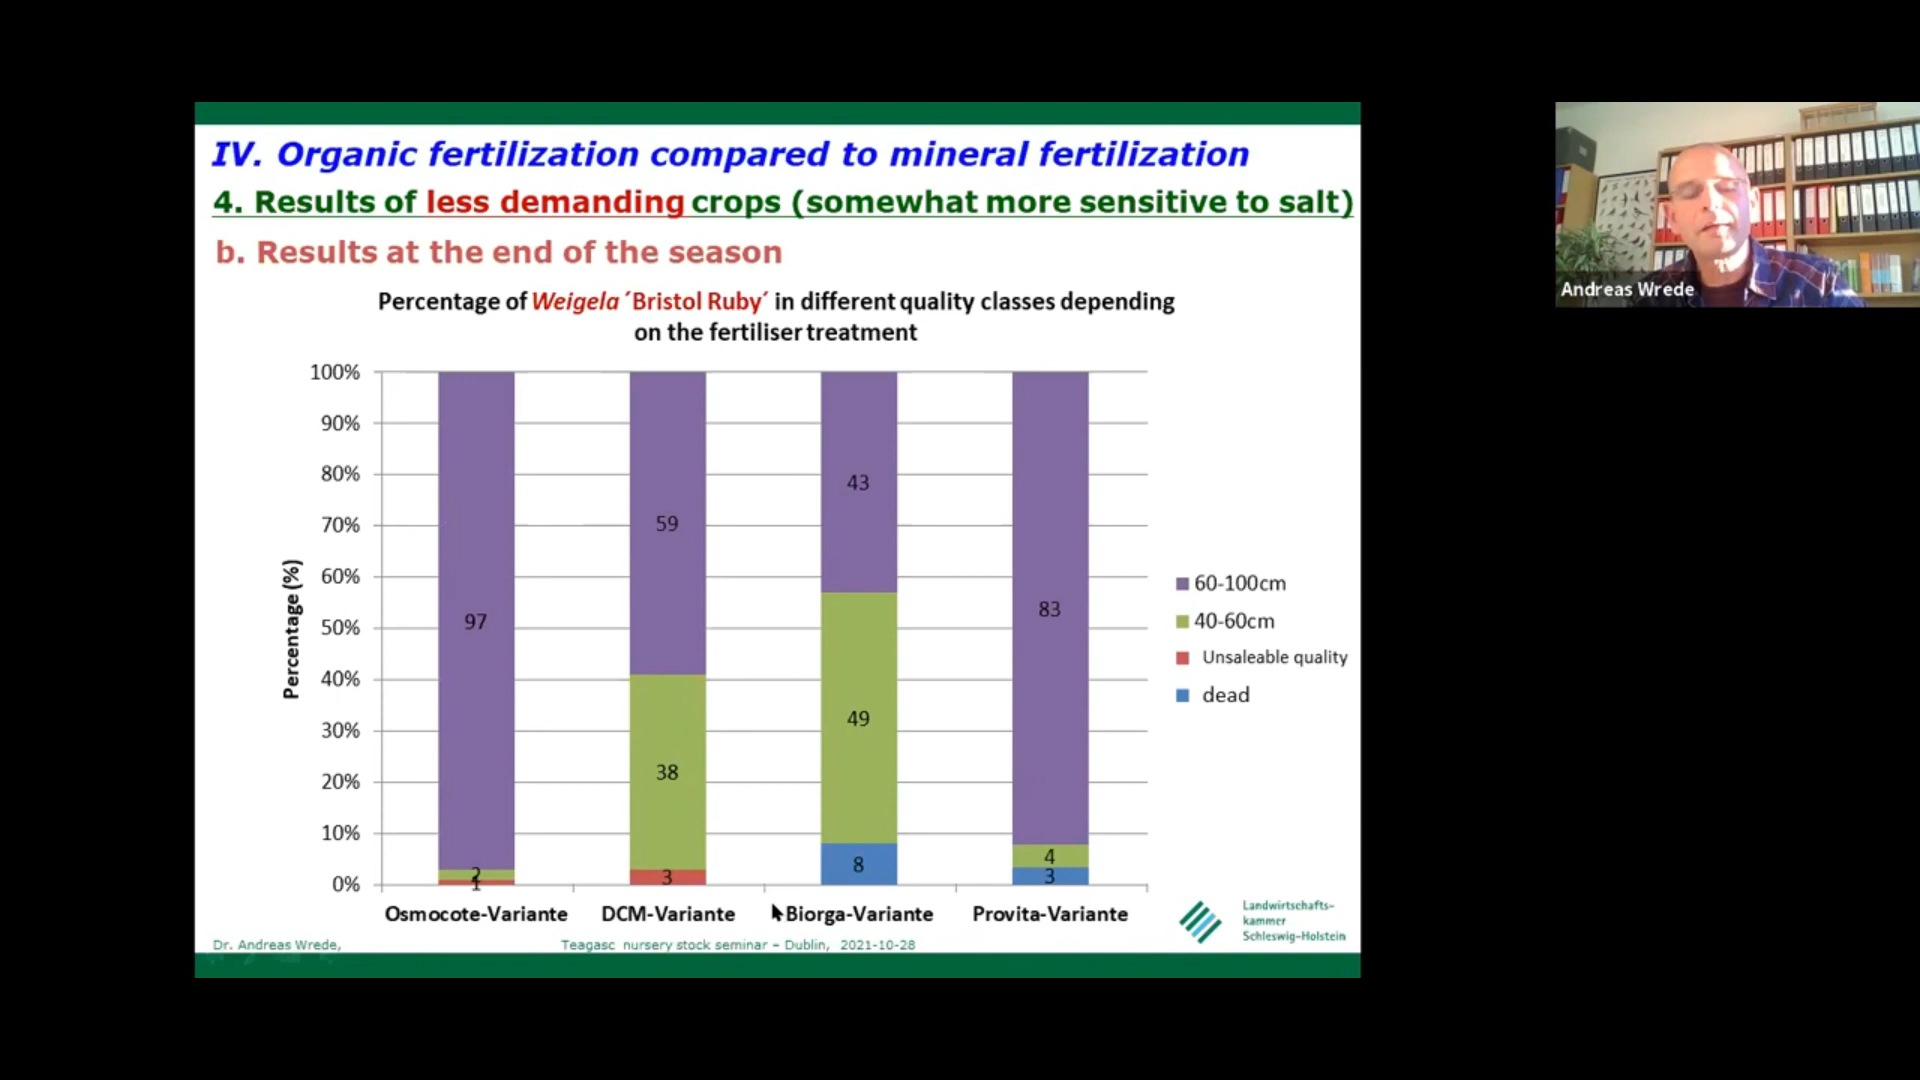 IV. Organic fertilization compared to mineral fertilization
4. Results of less demanding crops (somewhat more sensitive to salt)
b. Results at the end of the season
Percentage of Weigela ´Bristol Ruby´ in different quality classes depending
on the fertiliser treatment
Percentage (%)
100%
90%
80%
70%
60%
50%
40%
30%
20%
10%
0%
97
2
1
59
38
3
43
49
8
83
4
3
Osmocote-Variante
DCM-Variante
Biorga-Variante
Provita-Variante
60-100cm
40-60cm
Unsaleable quality
dead
Landwirtschafts-
kammer
Schleswig-Holstein
Dr. Andreas Wrede,
Teagasc nursery stock seminar – Dublin, 2021-10-28
Andreas Wrede